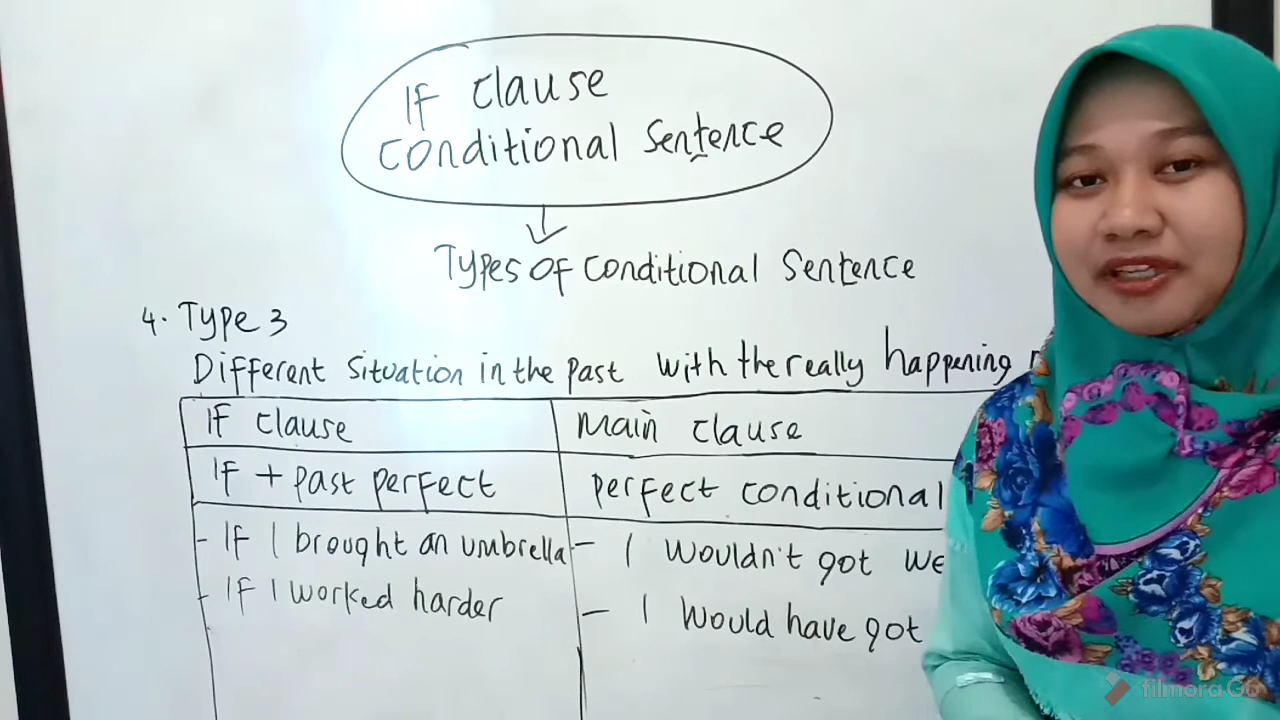 If clause
conditional sentence
Types of conditional sentence
4. Type 3
Different situation in the past with the really happening
If clause main clause
If + past perfect perfect conditional
- If I brought an umbrella - I wouldn't got
- If I worked harder - I would have got
filmora Go